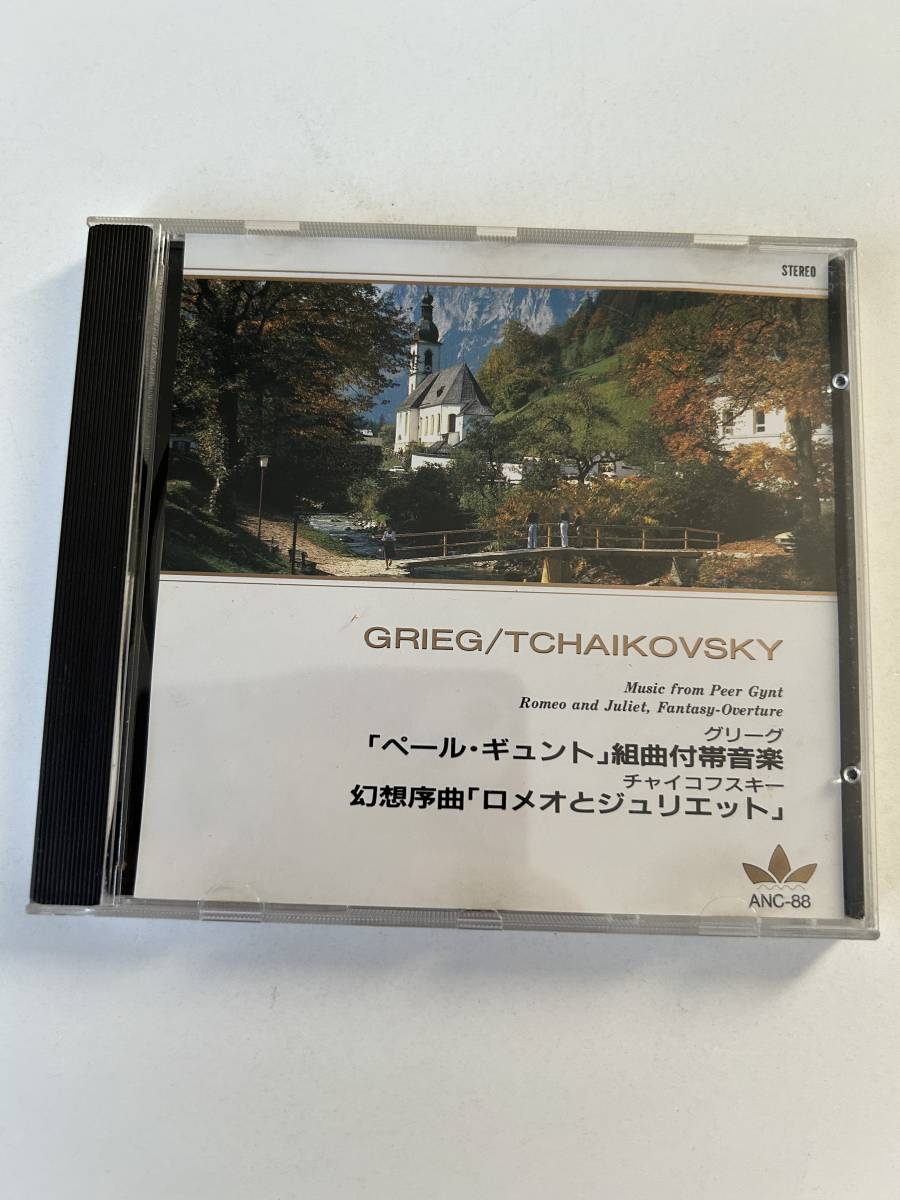 STEREO
GRIEG/TCHAIKOVSKY
Music from Peer Gynt
Romeo and Juliet, Fantasy-Overture
グリーグ
「ペール・ギュント」組曲付帯音楽
チャイコフスキー
幻想序曲「ロメオとジュリエット」
ANC-88